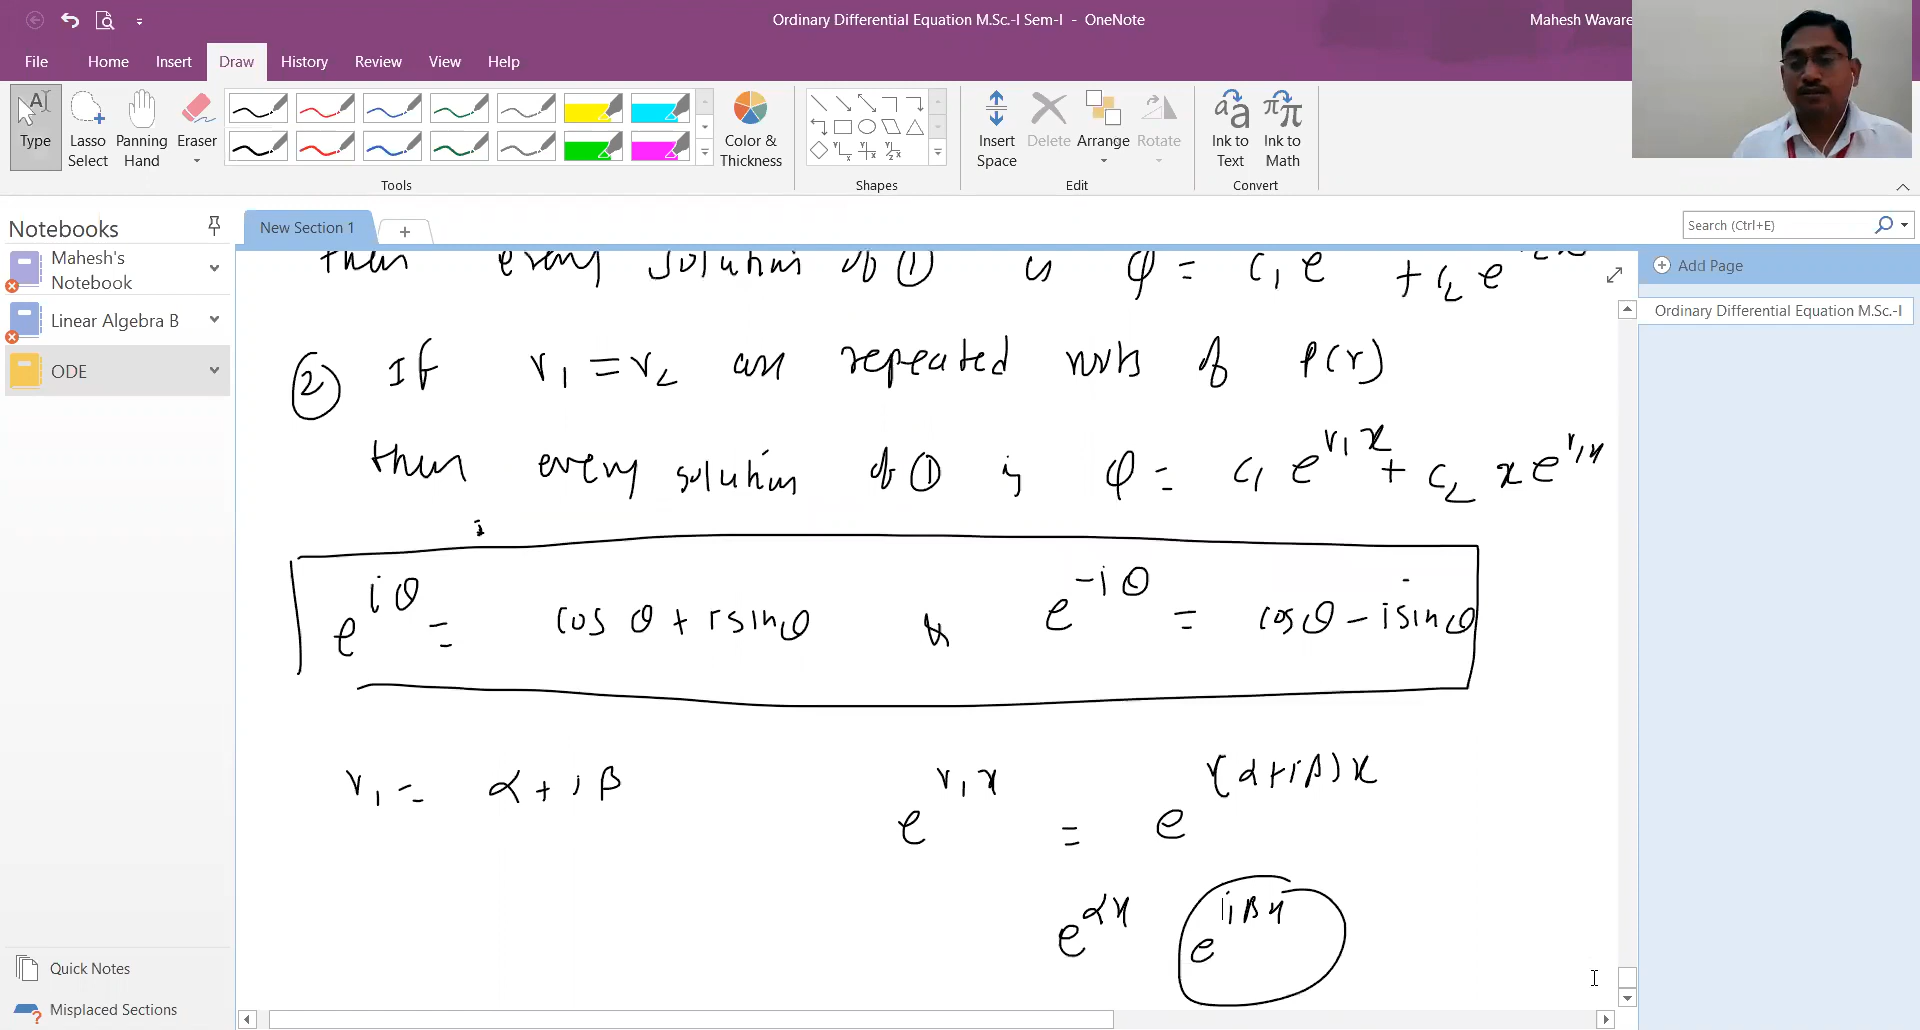 Ordinary Differential Equation M.Sc.-I Sem-I - OneNote
Mahesh Wavare
File Home Insert Draw History Review View Help
Type
Lasso Select
Panning Hand
Eraser
Color & Thickness
Insert Space
Delete
Arrange
Rotate
Ink to Text
Ink to Math
Tools Shapes Edit Convert
Notebooks
New Section 1
Search (Ctrl+E)
Mahesh's Notebook
Linear Algebra B
ODE
Add Page
Ordinary Differential Equation M.Sc.-I
then every solution of ① is φ = c₁ e + c₂ e
② If r₁ = r₂ are repeated roots of P(r)
then every solution of ① is φ = c₁ e^{r₁x} + c₂ x e^{r₁x}
e^{iθ} = cos θ + i sin θ & e^{-iθ} = cosθ - i sinθ
r₁ = α + iβ e^{r₁x} = e^{(α+iβ)x}
e^{αx} e^{iβx}
Quick Notes
Misplaced Sections